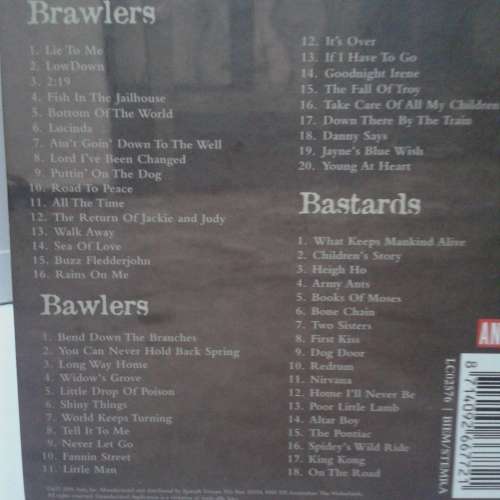 Brawlers
1. Lie To Me
2. LowDown
3. 2:19
4. Fish In The Jailhouse
5. Bottom Of The World
6. Lucinda
7. Ain't Goin' Down To The Well
8. Lord I've Been Changed
9. Puttin' On The Dog
10. Road To Peace
11. All The Time
12. The Return Of Jackie and Judy
13. Walk Away
14. Sea Of Love
15. Buzz Fledderjohn
16. Rains On Me
Bawlers
1. Bend Down The Branches
2. You Can Never Hold Back Spring
3. Long Way Home
4. Widow's Grove
5. Little Drop Of Poison
6. Shiny Things
7. World Keeps Turning
8. Tell It To Me
9. Never Let Go
10. Fannin Street
11. Little Man
12. It's Over
13. If I Have To Go
14. Goodnight Irene
15. The Fall Of Troy
16. Take Care Of All My Children
17. Down There By The Train
18. Danny Says
19. Jayne's Blue Wish
20. Young At Heart
Bastards
1. What Keeps Mankind Alive
2. Children's Story
3. Heigh Ho
4. Army Ants
5. Books Of Moses
6. Bone Chain
7. Two Sisters
8. First Kiss
9. Dog Door
10. Redrum
11. Nirvana
12. Home I'll Never Be
13. Poor Little Lamb
14. Altar Boy
15. The Pontiac
16. Spidey's Wild Ride
17. King Kong
18. On The Road
AN
LC02576 | BIEM/STEMRA
8 714092 667721